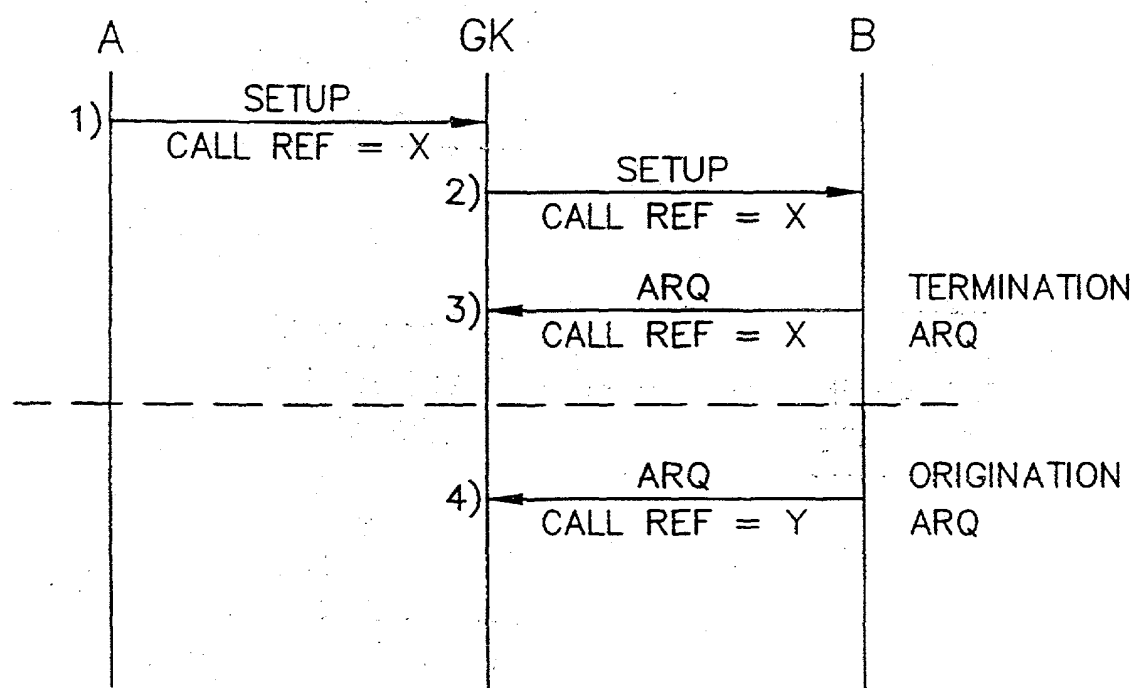 A GK B
1) SETUP
CALL REF = X
2) SETUP
CALL REF = X
3) ARQ TERMINATION
CALL REF = X ARQ
4) ARQ ORIGINATION
CALL REF = Y ARQ